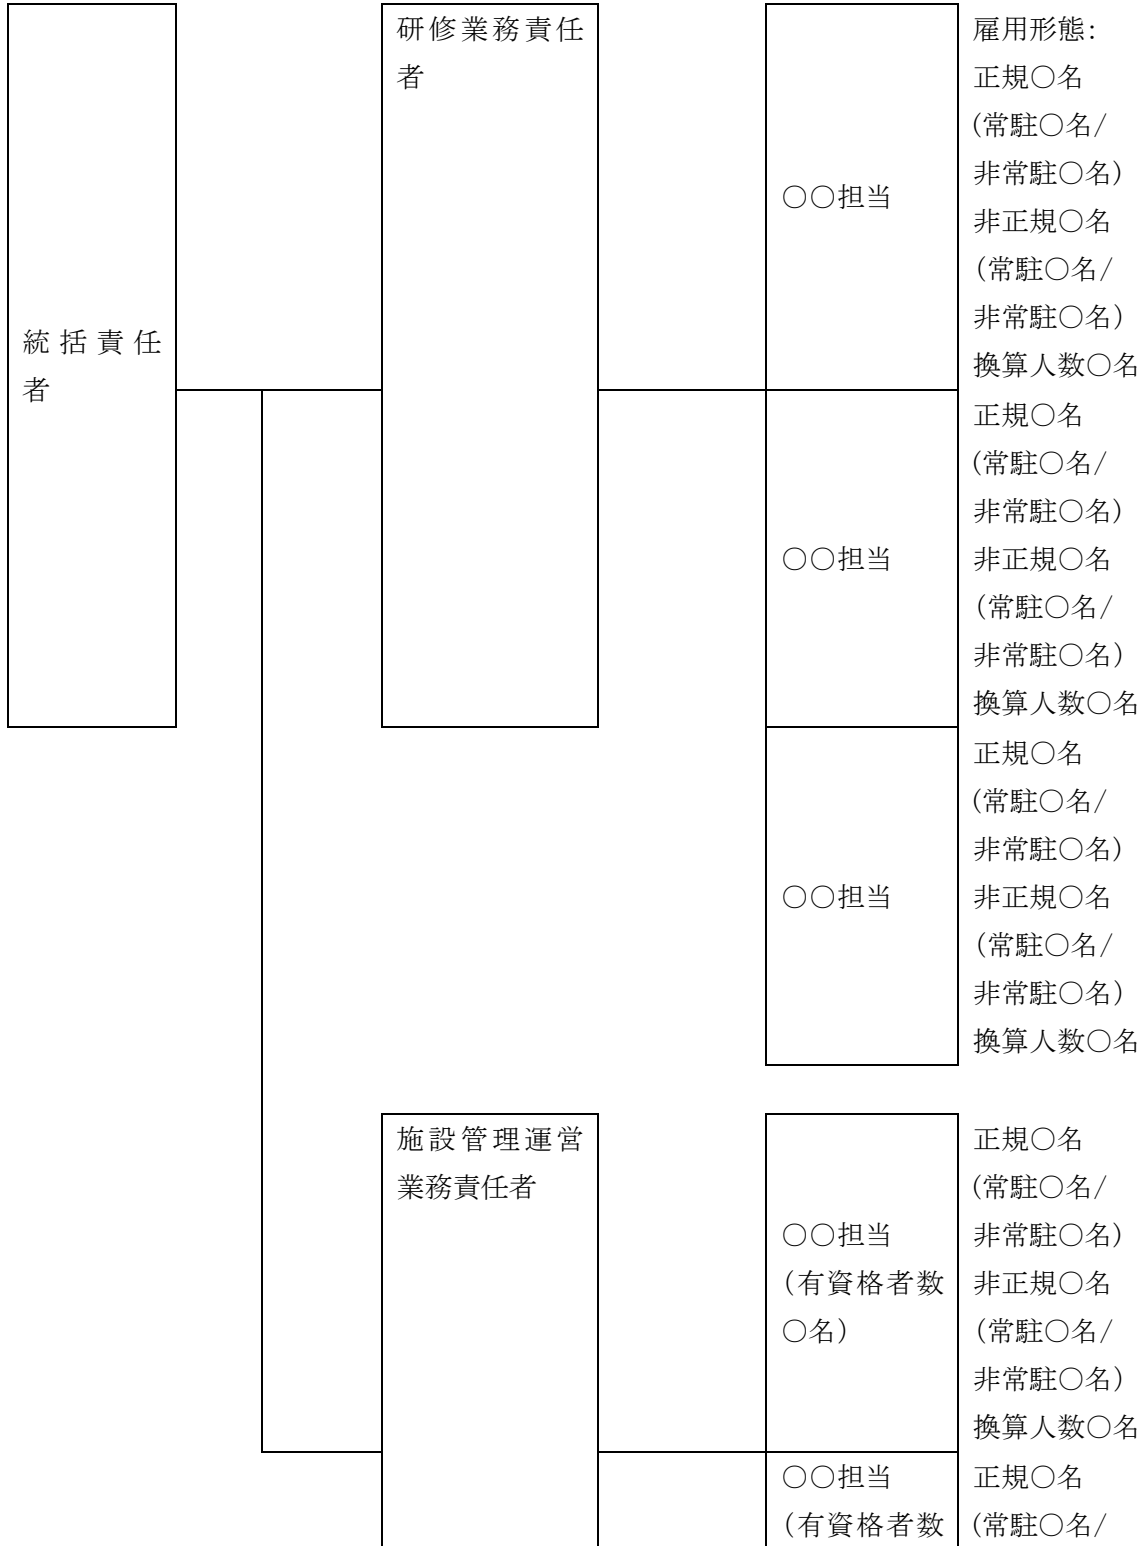 統括責任
者
研修業務責任
者
○○担当
雇用形態:
正規○名
(常駐○名/
非常駐○名)
非正規○名
(常駐○名/
非常駐○名)
換算人数○名
○○担当
正規○名
(常駐○名/
非常駐○名)
非正規○名
(常駐○名/
非常駐○名)
換算人数○名
○○担当
正規○名
(常駐○名/
非常駐○名)
非正規○名
(常駐○名/
非常駐○名)
換算人数○名
施設管理運営
業務責任者
○○担当
(有資格者数
○名)
正規○名
(常駐○名/
非常駐○名)
非正規○名
(常駐○名/
非常駐○名)
換算人数○名
○○担当
(有資格者数
正規○名
(常駐○名/